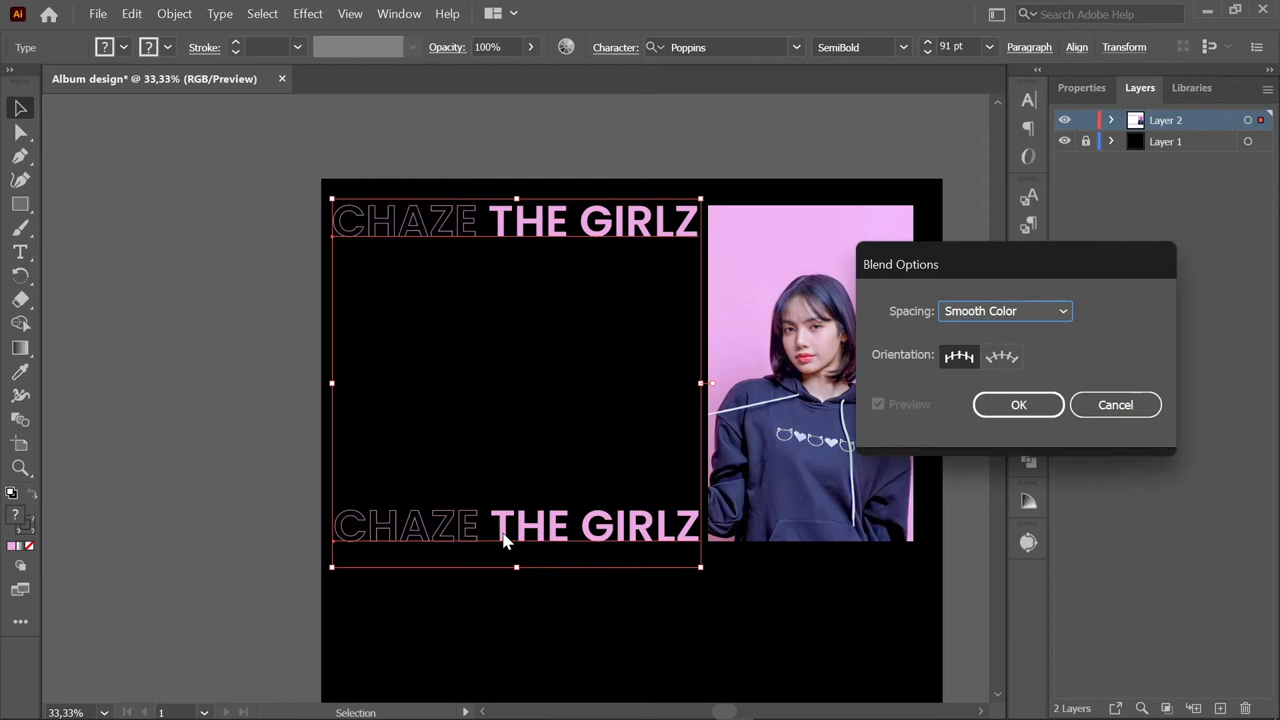 Ai File Edit Object Type Select Effect View Window Help Search Adobe Help
Type ? ? Stroke: Opacity: 100% Character: Poppins SemiBold 91 pt Paragraph Align Transform
Album design* @ 33,33% (RGB/Preview)
Properties Layers Libraries
Layer 2
Layer 1
CHAZE THE GIRLZ
Blend Options
Spacing: Smooth Color
Orientation:
Preview OK Cancel
CHAZE THE GIRLZ
?
33,33% 1 Selection
2 Layers